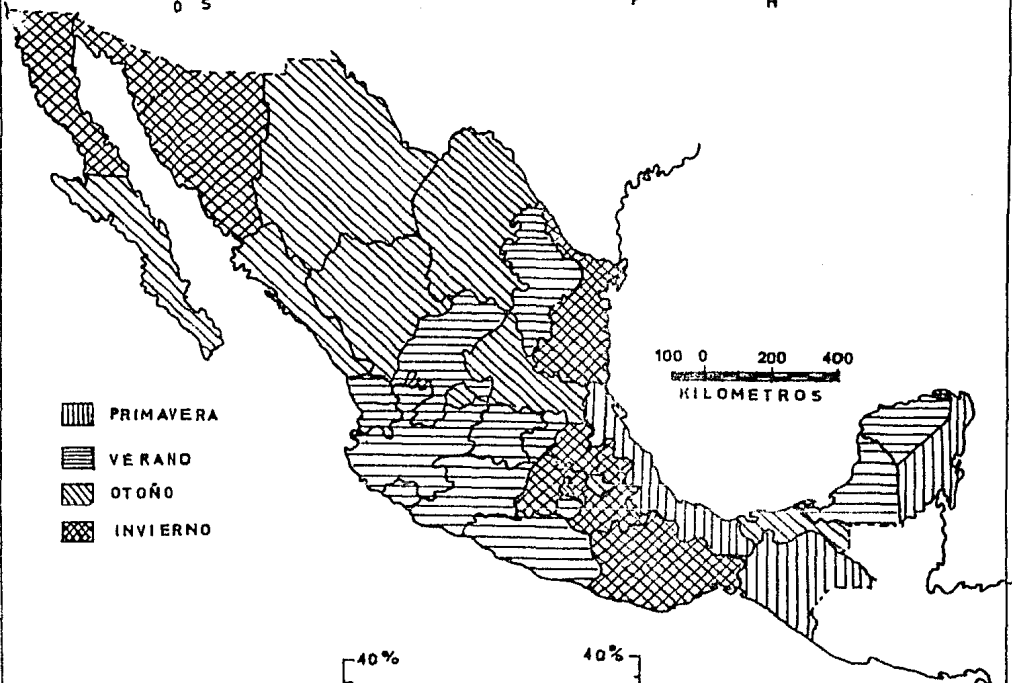 100 0 200 400
KILOMETROS
PRIMAVERA
VERANO
OTOÑO
INVIERNO
40%
40%